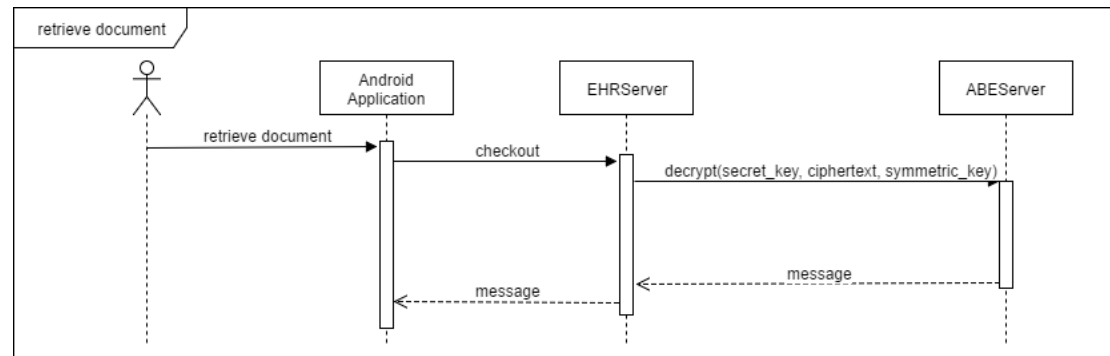 retrieve document
Android
Application
EHRServer
ABEServer
retrieve document
checkout
decrypt(secret_key, ciphertext, symmetric_key)
message
message